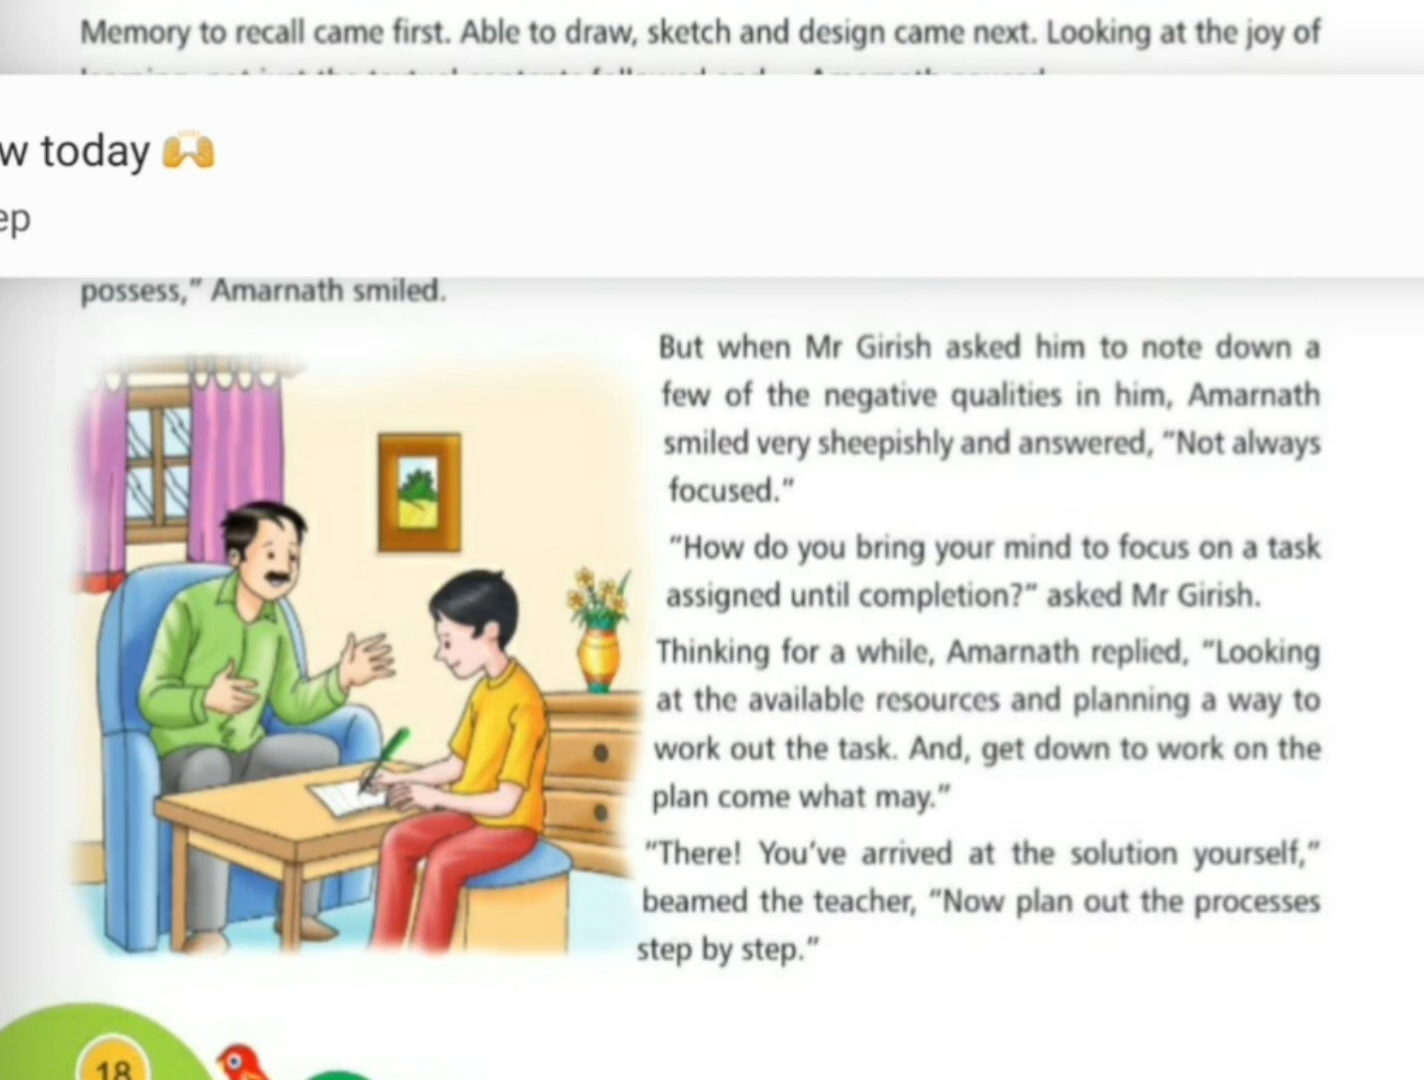 Memory to recall came first. Able to draw, sketch and design came next. Looking at the joy of
w today 🙌
ep
possess," Amarnath smiled.
But when Mr Girish asked him to note down a
few of the negative qualities in him, Amarnath
smiled very sheepishly and answered, "Not always
focused."
"How do you bring your mind to focus on a task
assigned until completion?" asked Mr Girish.
Thinking for a while, Amarnath replied, "Looking
at the available resources and planning a way to
work out the task. And, get down to work on the
plan come what may."
"There! You've arrived at the solution yourself,"
beamed the teacher, "Now plan out the processes
step by step."
18